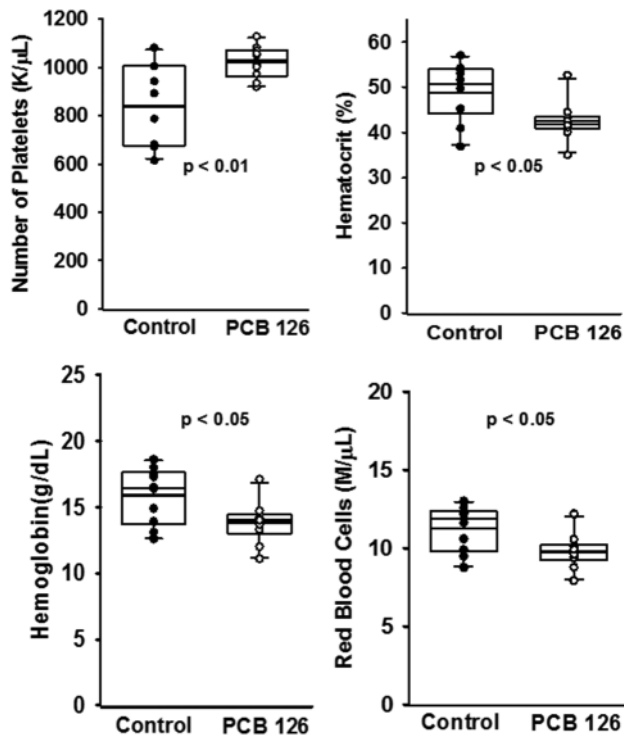 Number of Platelets (K/μL)
1200
1000
800
600
400
200
0
p < 0.01
Control PCB 126
Hematocrit (%)
60
50
40
30
20
10
0
p < 0.05
Control PCB 126
Hemoglobin(g/dL)
25
20
15
10
5
0
p < 0.05
Control PCB 126
Red Blood Cells (M/μL)
20
15
10
5
0
p < 0.05
Control PCB 126